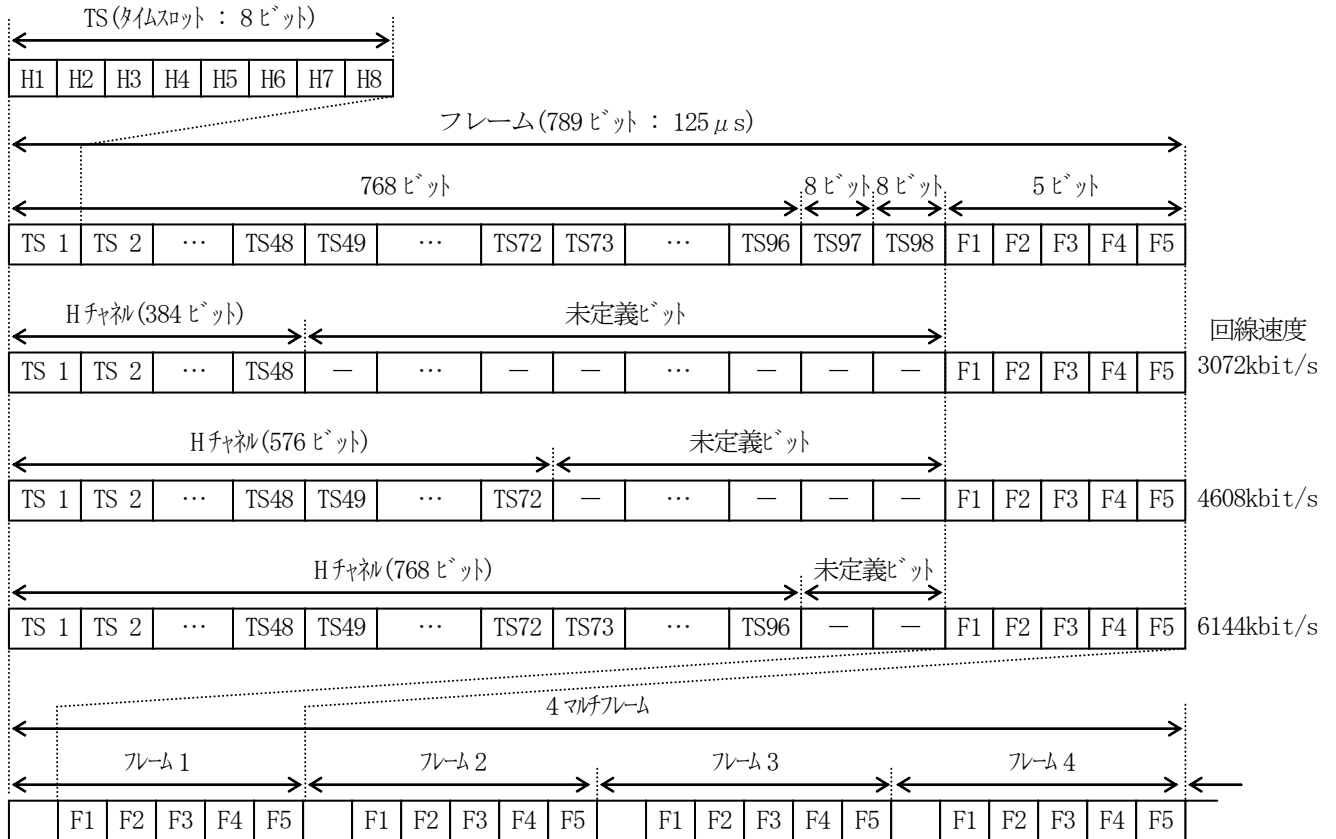 TS(タイムスロット : 8ビット)
H1 H2 H3 H4 H5 H6 H7 H8
フレーム(789ビット : 125μs)
768ビット 8ビット 8ビット 5ビット
TS 1 TS 2 … TS48 TS49 … TS72 TS73 … TS96 TS97 TS98 F1 F2 F3 F4 F5
Hチャネル(384ビット) 未定義ビット 回線速度
TS 1 TS 2 … TS48 － … － － … － － － F1 F2 F3 F4 F5 3072kbit/s
Hチャネル(576ビット) 未定義ビット
TS 1 TS 2 … TS48 TS49 … TS72 － … － － － F1 F2 F3 F4 F5 4608kbit/s
Hチャネル(768ビット) 未定義ビット
TS 1 TS 2 … TS48 TS49 … TS72 TS73 … TS96 － － F1 F2 F3 F4 F5 6144kbit/s
4マルチフレーム
フレーム1 フレーム2 フレーム3 フレーム4
F1 F2 F3 F4 F5 F1 F2 F3 F4 F5 F1 F2 F3 F4 F5 F1 F2 F3 F4 F5